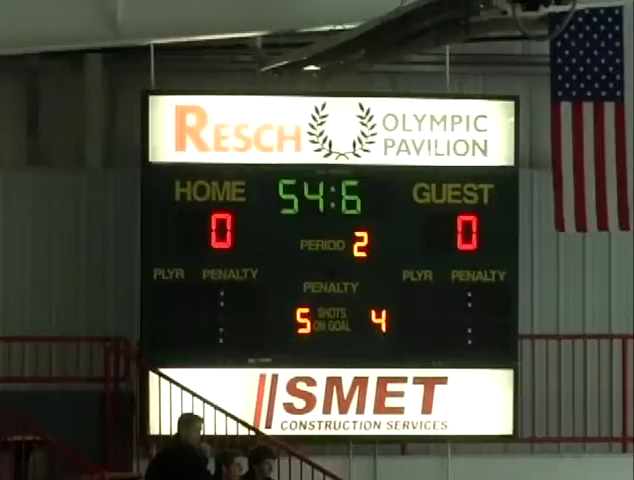 RESCH OLYMPIC PAVILION
HOME 54:6 GUEST
0 PERIOD 2 0
PLYR PENALTY PLYR PENALTY
PENALTY
5 SHOTS ON GOAL 4
SMET
CONSTRUCTION SERVICES